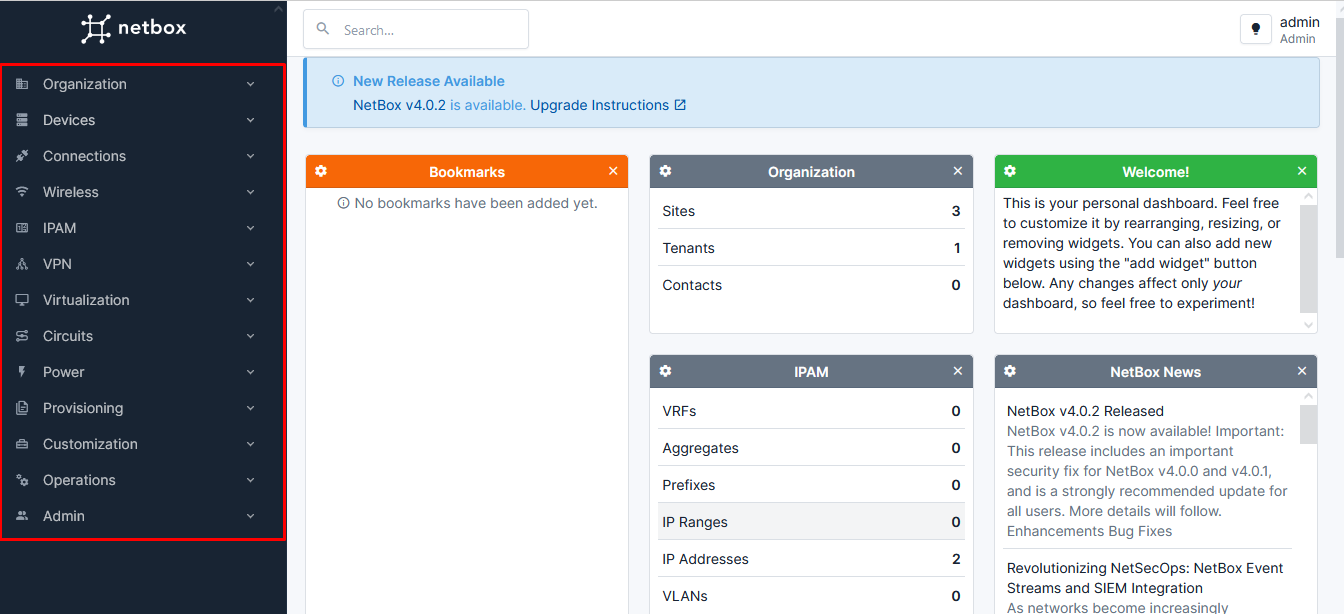 netbox
Organization
Devices
Connections
Wireless
IPAM
VPN
Virtualization
Circuits
Power
Provisioning
Customization
Operations
Admin
Search...
admin
Admin
New Release Available
NetBox v4.0.2 is available. Upgrade Instructions
Bookmarks
No bookmarks have been added yet.
Organization
Sites 3
Tenants 1
Contacts 0
Welcome!
This is your personal dashboard. Feel free
to customize it by rearranging, resizing, or
removing widgets. You can also add new
widgets using the "add widget" button
below. Any changes affect only your
dashboard, so feel free to experiment!
IPAM
VRFs 0
Aggregates 0
Prefixes 0
IP Ranges 0
IP Addresses 2
VLANs 0
NetBox News
NetBox v4.0.2 Released
NetBox v4.0.2 is now available! Important:
This release includes an important
security fix for NetBox v4.0.0 and v4.0.1,
and is a strongly recommended update for
all users. More details will follow.
Enhancements Bug Fixes
Revolutionizing NetSecOps: NetBox Event
Streams and SIEM Integration
As networks become increasingly